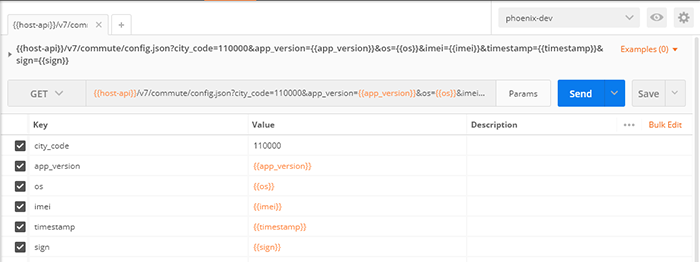 {{host-api}}/v7/comm
phoenix-dev
{{host-api}}/v7/commute/config.json?city_code=110000&app_version={{app_version}}&os={{os}}&imei={{imei}}&timestamp={{timestamp}}&
sign={{sign}}
Examples (0)
GET {{host-api}}/v7/commute/config.json?city_code=110000&app_version={{app_version}}&os={{os}}&imei... Params Send Save
Key Value Description Bulk Edit
city_code 110000
app_version {{app_version}}
os {{os}}
imei {{imei}}
timestamp {{timestamp}}
sign {{sign}}